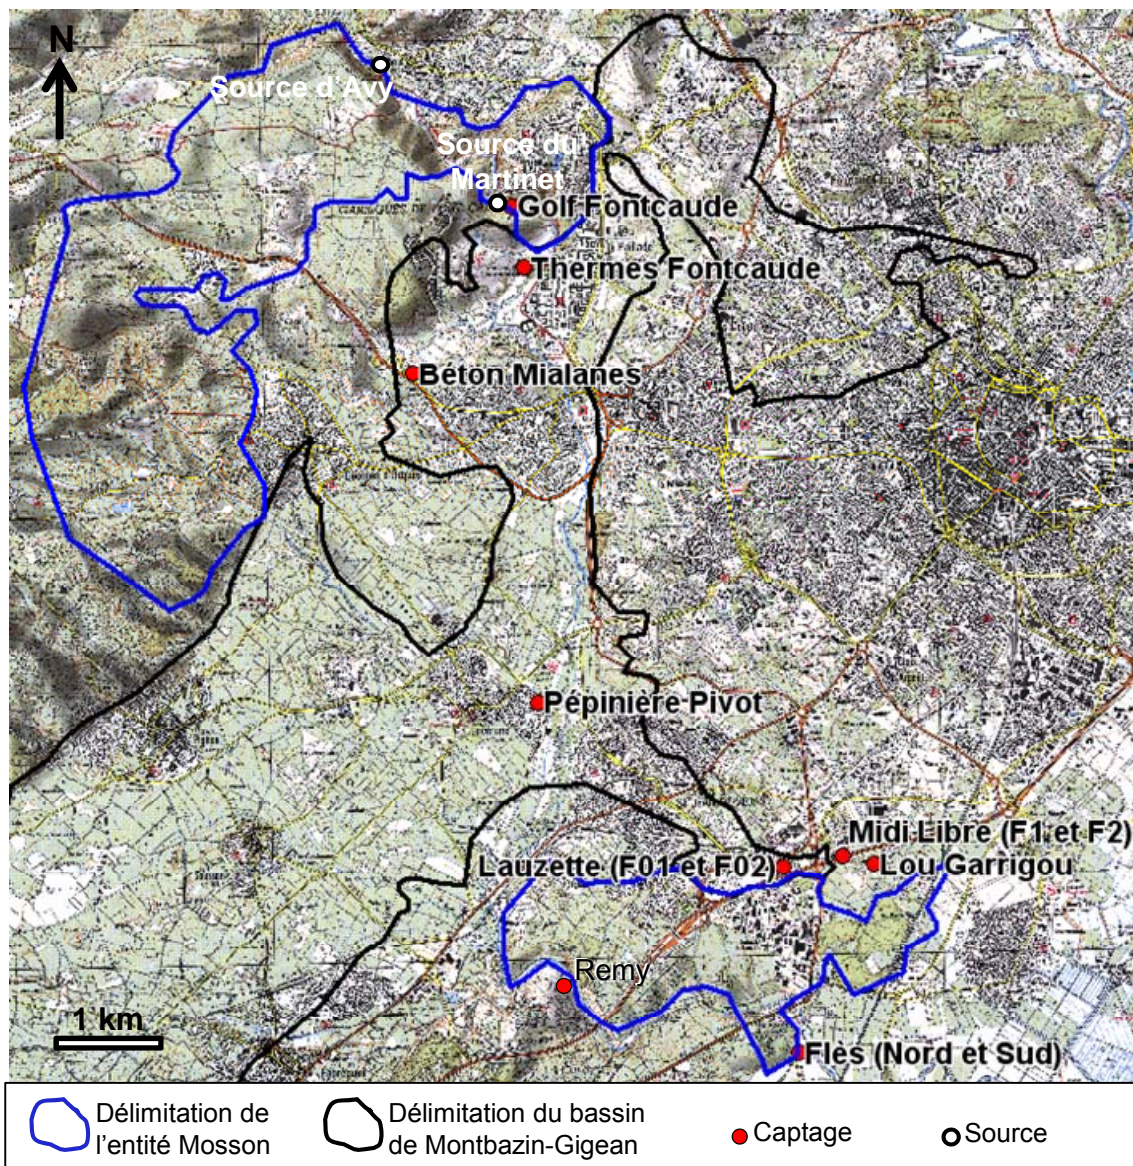 N
Source d'Avy
Source du
Martinet
Golf Fontcaude
Thermes Fontcaude
Béton Mialanes
Pépinière Pivot
Midi Libre (F1 et F2)
Lauzette (F01 et F02)
Lou Garrigou
Remy
1 km
Flès (Nord et Sud)
Délimitation de
l'entité Mosson
Délimitation du bassin
de Montbazin-Gigean
Captage
Source